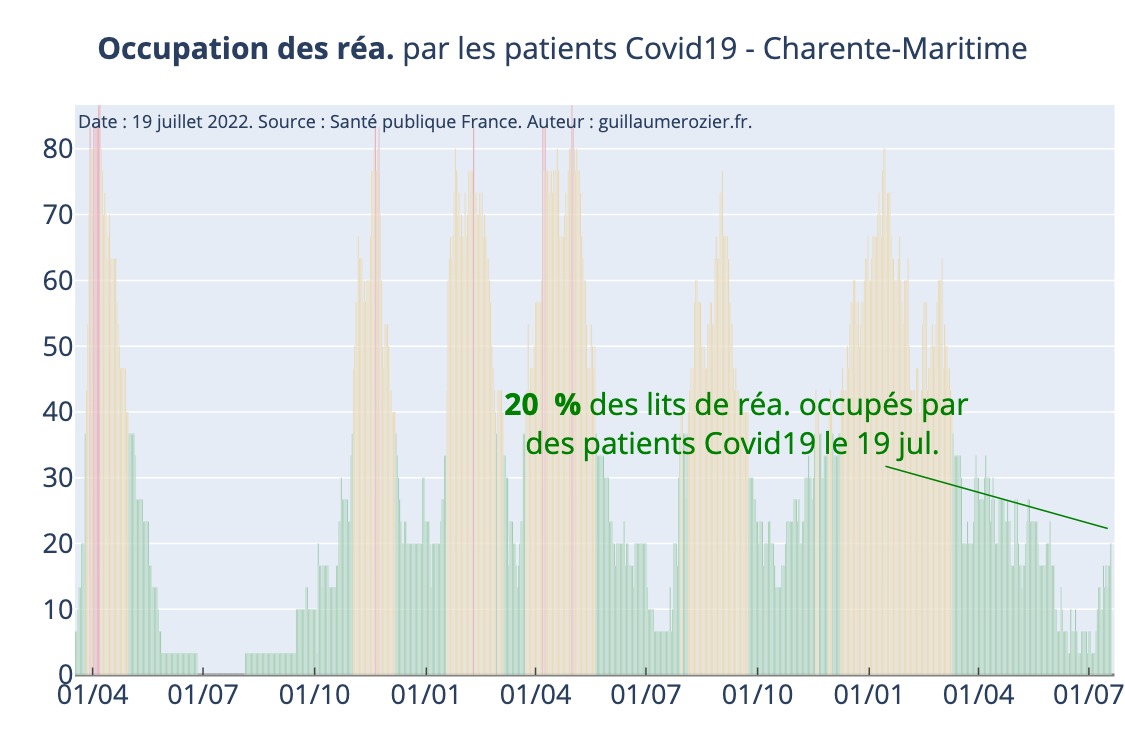 Occupation des réa. par les patients Covid19 - Charente-Maritime
Date : 19 juillet 2022. Source : Santé publique France. Auteur : guillaumerozier.fr.
80
70
60
50
40
30
20
10
0
20 % des lits de réa. occupés par
des patients Covid19 le 19 jul.
01/04 01/07 01/10 01/01 01/04 01/07 01/10 01/01 01/04 01/07